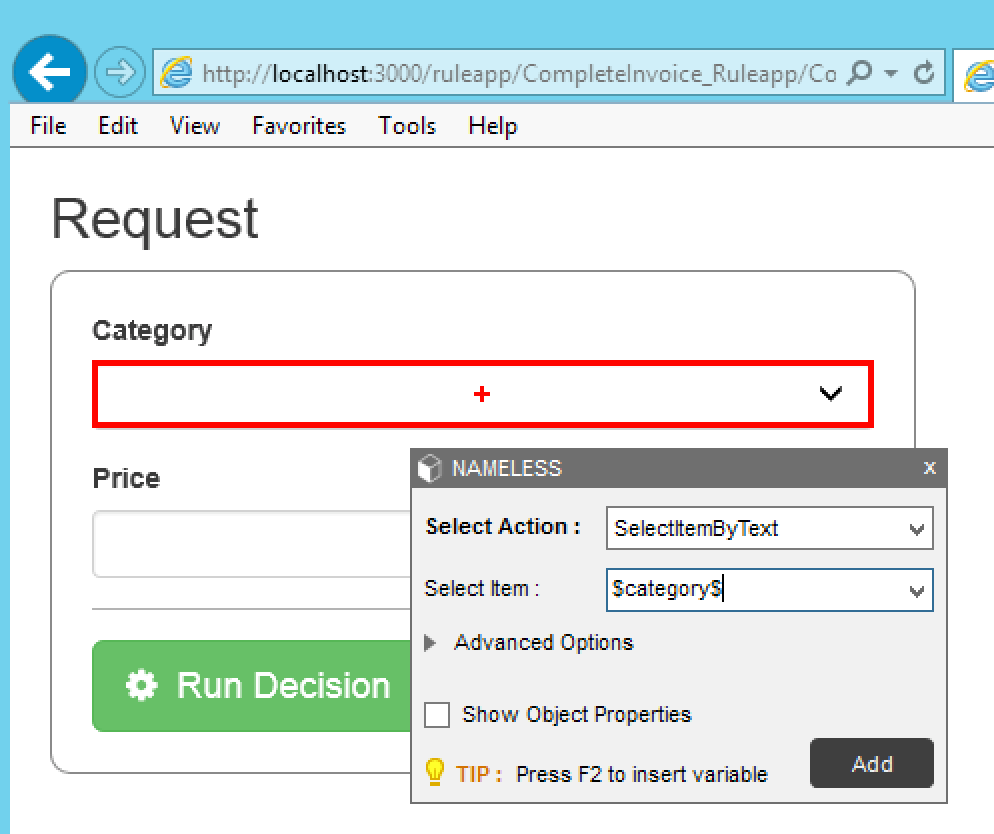 http://localhost:3000/ruleapp/CompleteInvoice_Ruleapp/Co
File Edit View Favorites Tools Help
Request
Category
Price
Run Decision
NAMELESS x
Select Action : SelectItemByText
Select Item : $category$
Advanced Options
Show Object Properties
TIP : Press F2 to insert variable
Add